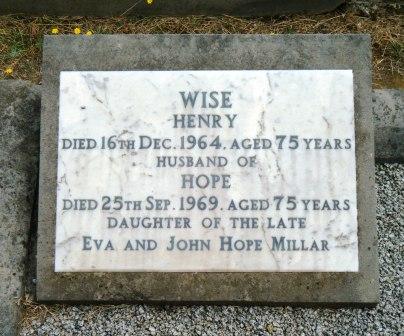 WISE
HENRY
DIED 16TH DEC. 1964. AGED 75 YEARS
HUSBAND OF
HOPE
DIED 25TH SEP. 1969. AGED 75 YEARS
DAUGHTER OF THE LATE
EVA AND JOHN HOPE MILLAR